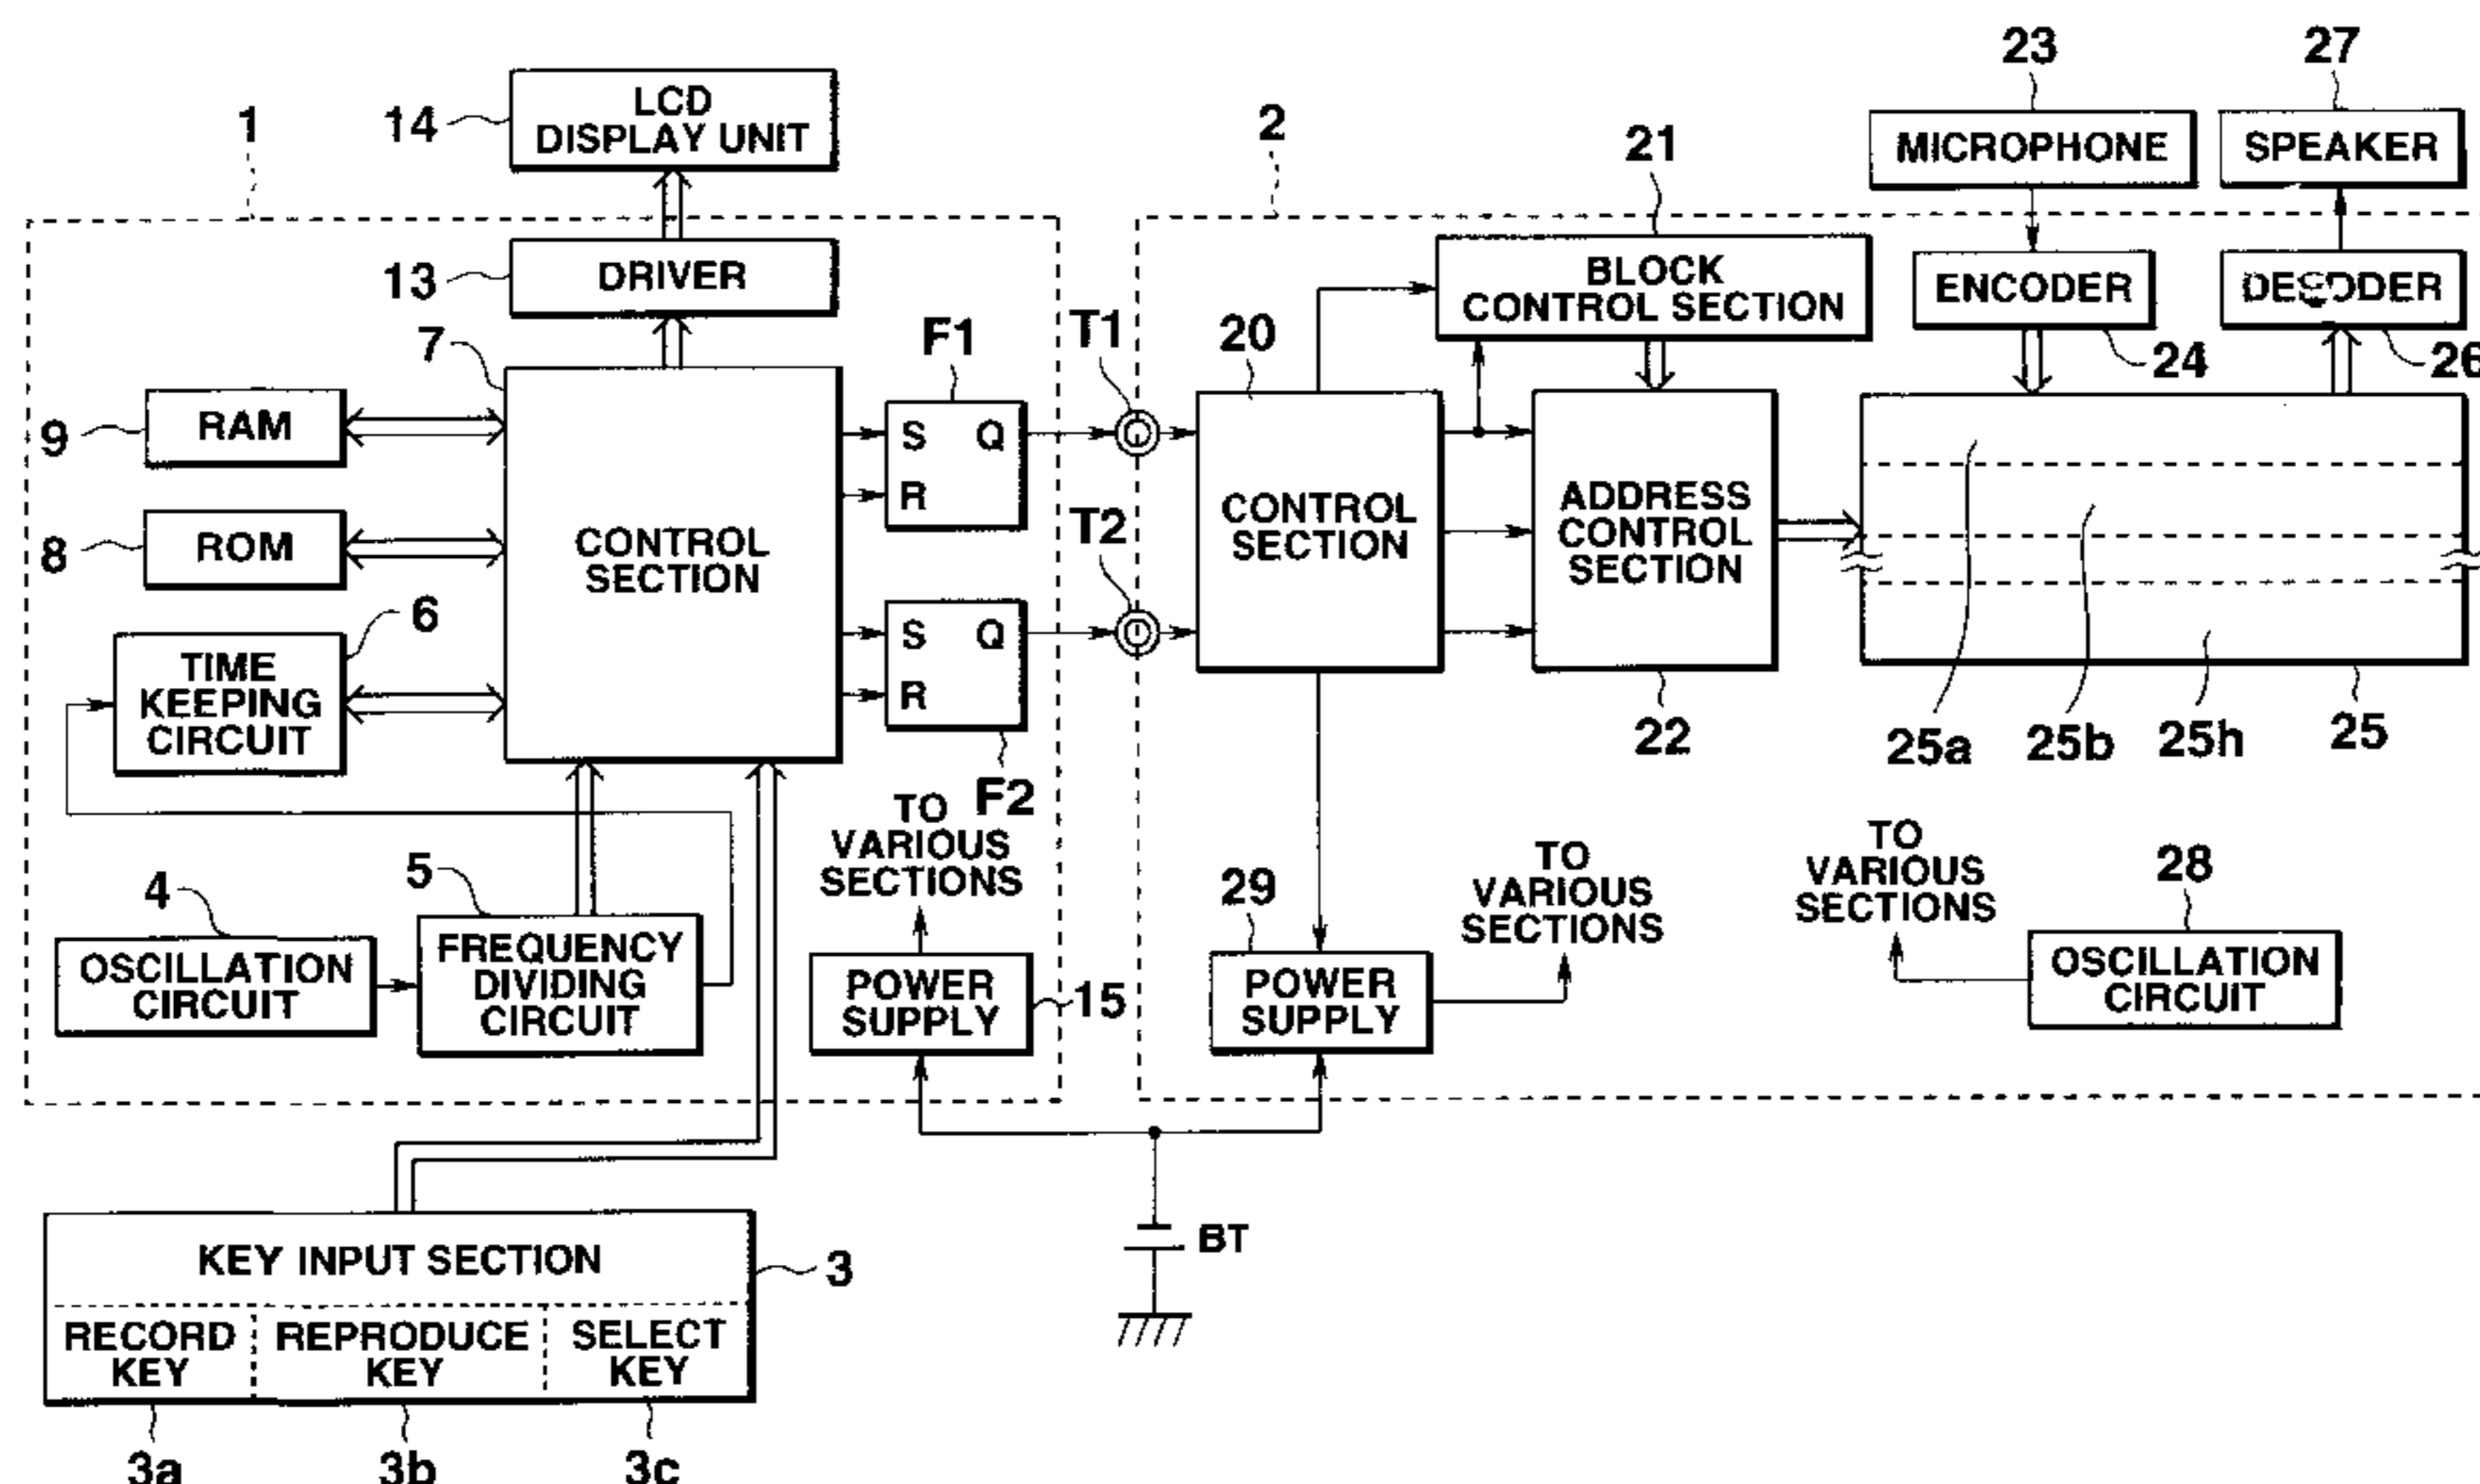 23
27
LCD
DISPLAY UNIT
14
1
2
21
MICROPHONE
SPEAKER
13
DRIVER
BLOCK
CONTROL SECTION
ENCODER
7
F1
T1
20
24
26
9
RAM
S Q
R
CONTROL
SECTION
CONTROL
SECTION
ADDRESS
CONTROL
SECTION
8
ROM
T2
6
TIME
KEEPING
CIRCUIT
S Q
R
22
25a
25b
25h
25
F2
TO
VARIOUS
SECTIONS
4
5
29
TO
VARIOUS
SECTIONS
TO
VARIOUS
SECTIONS
28
OSCILLATION
CIRCUIT
FREQUENCY
DIVIDING
CIRCUIT
POWER
SUPPLY
15
POWER
SUPPLY
OSCILLATION
CIRCUIT
BT
KEY INPUT SECTION
3
RECORD
KEY
REPRODUCE
KEY
SELECT
KEY
3a
3b
3c